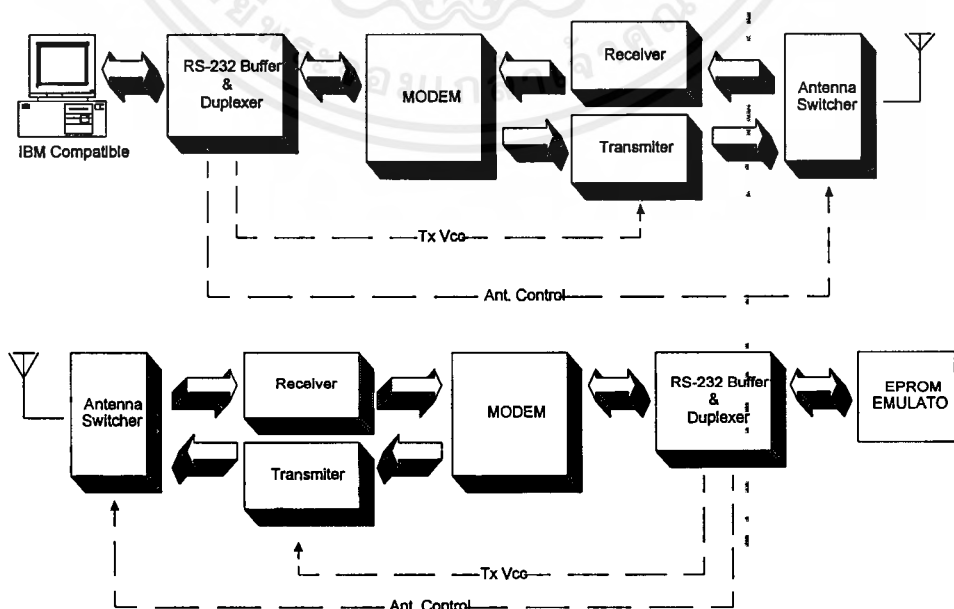 RS-232 Buffer
&
Duplexer
MODEM
Receiver
Transmiter
Antenna
Switcher
IBM Compatible
Tx Vcc
Ant. Control
Antenna
Switcher
Receiver
Transmiter
MODEM
RS-232 Buffer
&
Duplexer
EPROM
EMULATO
Tx Vcc
Ant. Control